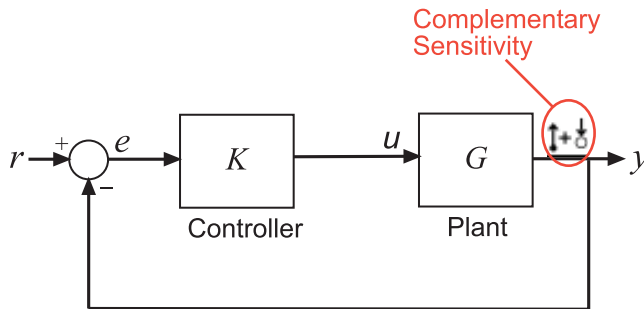 Complementary
Sensitivity
r
+
e
−
K
Controller
u
G
Plant
+
y